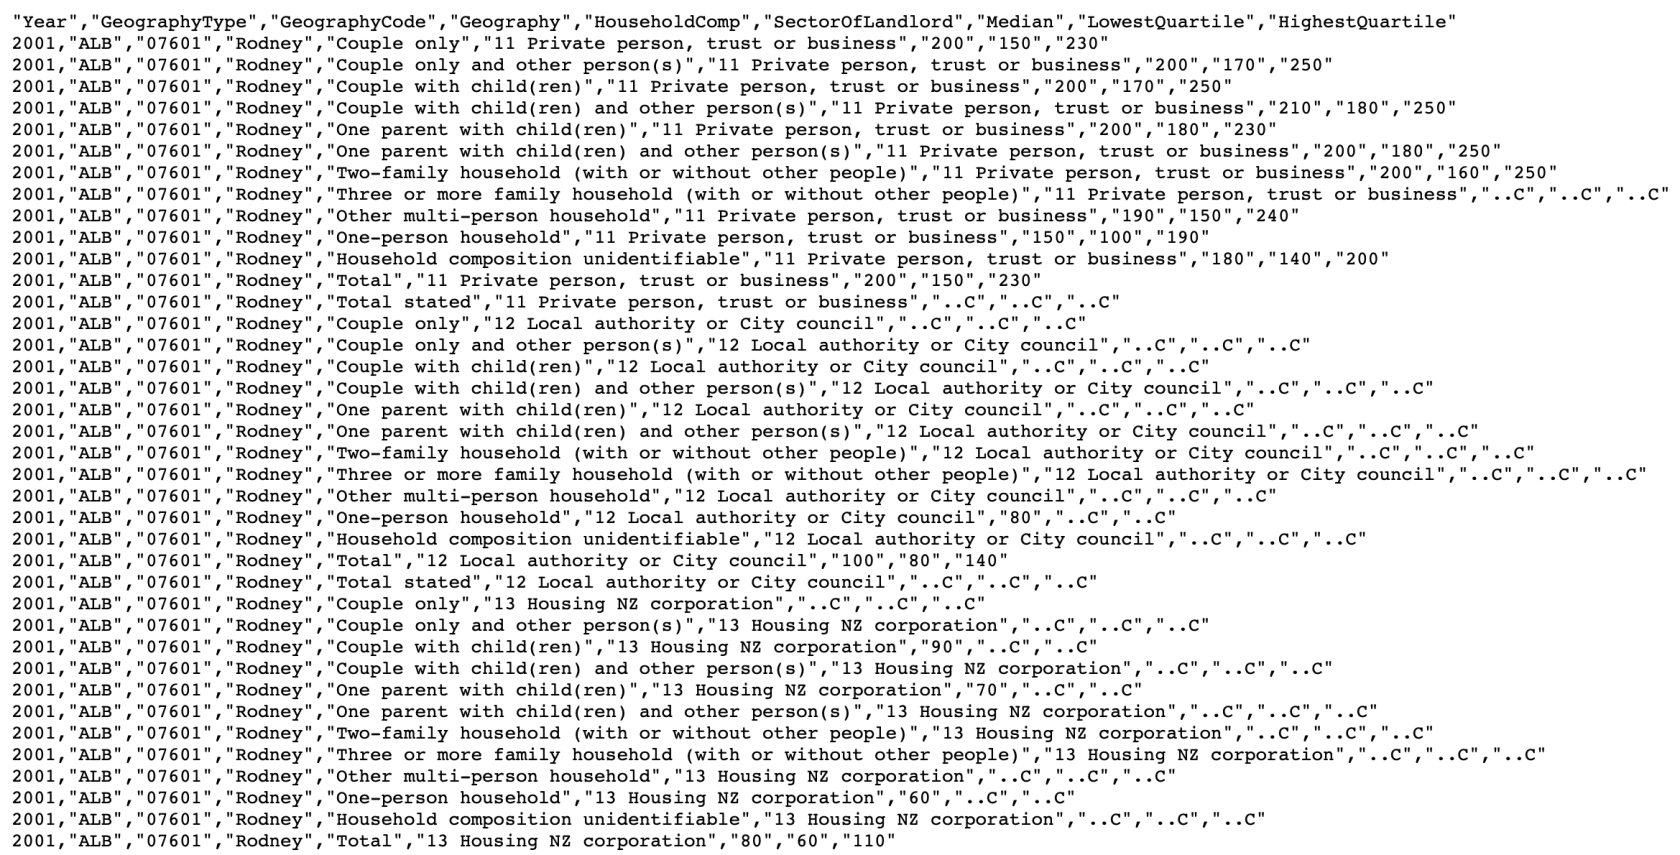 "Year","GeographyType","GeographyCode","Geography","HouseholdComp","SectorOfLandlord","Median","LowestQuartile","HighestQuartile"
2001,"ALB","07601","Rodney","Couple only","11 Private person, trust or business","200","150","230"
2001,"ALB","07601","Rodney","Couple only and other person(s)","11 Private person, trust or business","200","170","250"
2001,"ALB","07601","Rodney","Couple with child(ren)","11 Private person, trust or business","200","170","250"
2001,"ALB","07601","Rodney","Couple with child(ren) and other person(s)","11 Private person, trust or business","210","180","250"
2001,"ALB","07601","Rodney","One parent with child(ren)","11 Private person, trust or business","200","180","230"
2001,"ALB","07601","Rodney","One parent with child(ren) and other person(s)","11 Private person, trust or business","200","180","250"
2001,"ALB","07601","Rodney","Two-family household (with or without other people)","11 Private person, trust or business","200","160","250"
2001,"ALB","07601","Rodney","Three or more family household (with or without other people)","11 Private person, trust or business","..C","..C","..C"
2001,"ALB","07601","Rodney","Other multi-person household","11 Private person, trust or business","190","150","240"
2001,"ALB","07601","Rodney","One-person household","11 Private person, trust or business","150","100","190"
2001,"ALB","07601","Rodney","Household composition unidentifiable","11 Private person, trust or business","180","140","200"
2001,"ALB","07601","Rodney","Total","11 Private person, trust or business","200","150","230"
2001,"ALB","07601","Rodney","Total stated","11 Private person, trust or business","..C","..C","..C"
2001,"ALB","07601","Rodney","Couple only","12 Local authority or City council","..C","..C","..C"
2001,"ALB","07601","Rodney","Couple only and other person(s)","12 Local authority or City council","..C","..C","..C"
2001,"ALB","07601","Rodney","Couple with child(ren)","12 Local authority or City council","..C","..C","..C"
2001,"ALB","07601","Rodney","Couple with child(ren) and other person(s)","12 Local authority or City council","..C","..C","..C"
2001,"ALB","07601","Rodney","One parent with child(ren)","12 Local authority or City council","..C","..C","..C"
2001,"ALB","07601","Rodney","One parent with child(ren) and other person(s)","12 Local authority or City council","..C","..C","..C"
2001,"ALB","07601","Rodney","Two-family household (with or without other people)","12 Local authority or City council","..C","..C","..C"
2001,"ALB","07601","Rodney","Three or more family household (with or without other people)","12 Local authority or City council","..C","..C","..C"
2001,"ALB","07601","Rodney","Other multi-person household","12 Local authority or City council","..C","..C","..C"
2001,"ALB","07601","Rodney","One-person household","12 Local authority or City council","80","..C","..C"
2001,"ALB","07601","Rodney","Household composition unidentifiable","12 Local authority or City council","..C","..C","..C"
2001,"ALB","07601","Rodney","Total","12 Local authority or City council","100","80","140"
2001,"ALB","07601","Rodney","Total stated","12 Local authority or City council","..C","..C","..C"
2001,"ALB","07601","Rodney","Couple only","13 Housing NZ corporation","..C","..C","..C"
2001,"ALB","07601","Rodney","Couple only and other person(s)","13 Housing NZ corporation","..C","..C","..C"
2001,"ALB","07601","Rodney","Couple with child(ren)","13 Housing NZ corporation","90","..C","..C"
2001,"ALB","07601","Rodney","Couple with child(ren) and other person(s)","13 Housing NZ corporation","..C","..C","..C"
2001,"ALB","07601","Rodney","One parent with child(ren)","13 Housing NZ corporation","70","..C","..C"
2001,"ALB","07601","Rodney","One parent with child(ren) and other person(s)","13 Housing NZ corporation","..C","..C","..C"
2001,"ALB","07601","Rodney","Two-family household (with or without other people)","13 Housing NZ corporation","..C","..C","..C"
2001,"ALB","07601","Rodney","Three or more family household (with or without other people)","13 Housing NZ corporation","..C","..C","..C"
2001,"ALB","07601","Rodney","Other multi-person household","13 Housing NZ corporation","..C","..C","..C"
2001,"ALB","07601","Rodney","One-person household","13 Housing NZ corporation","60","..C","..C"
2001,"ALB","07601","Rodney","Household composition unidentifiable","13 Housing NZ corporation","..C","..C","..C"
2001,"ALB","07601","Rodney","Total","13 Housing NZ corporation","80","60","110"